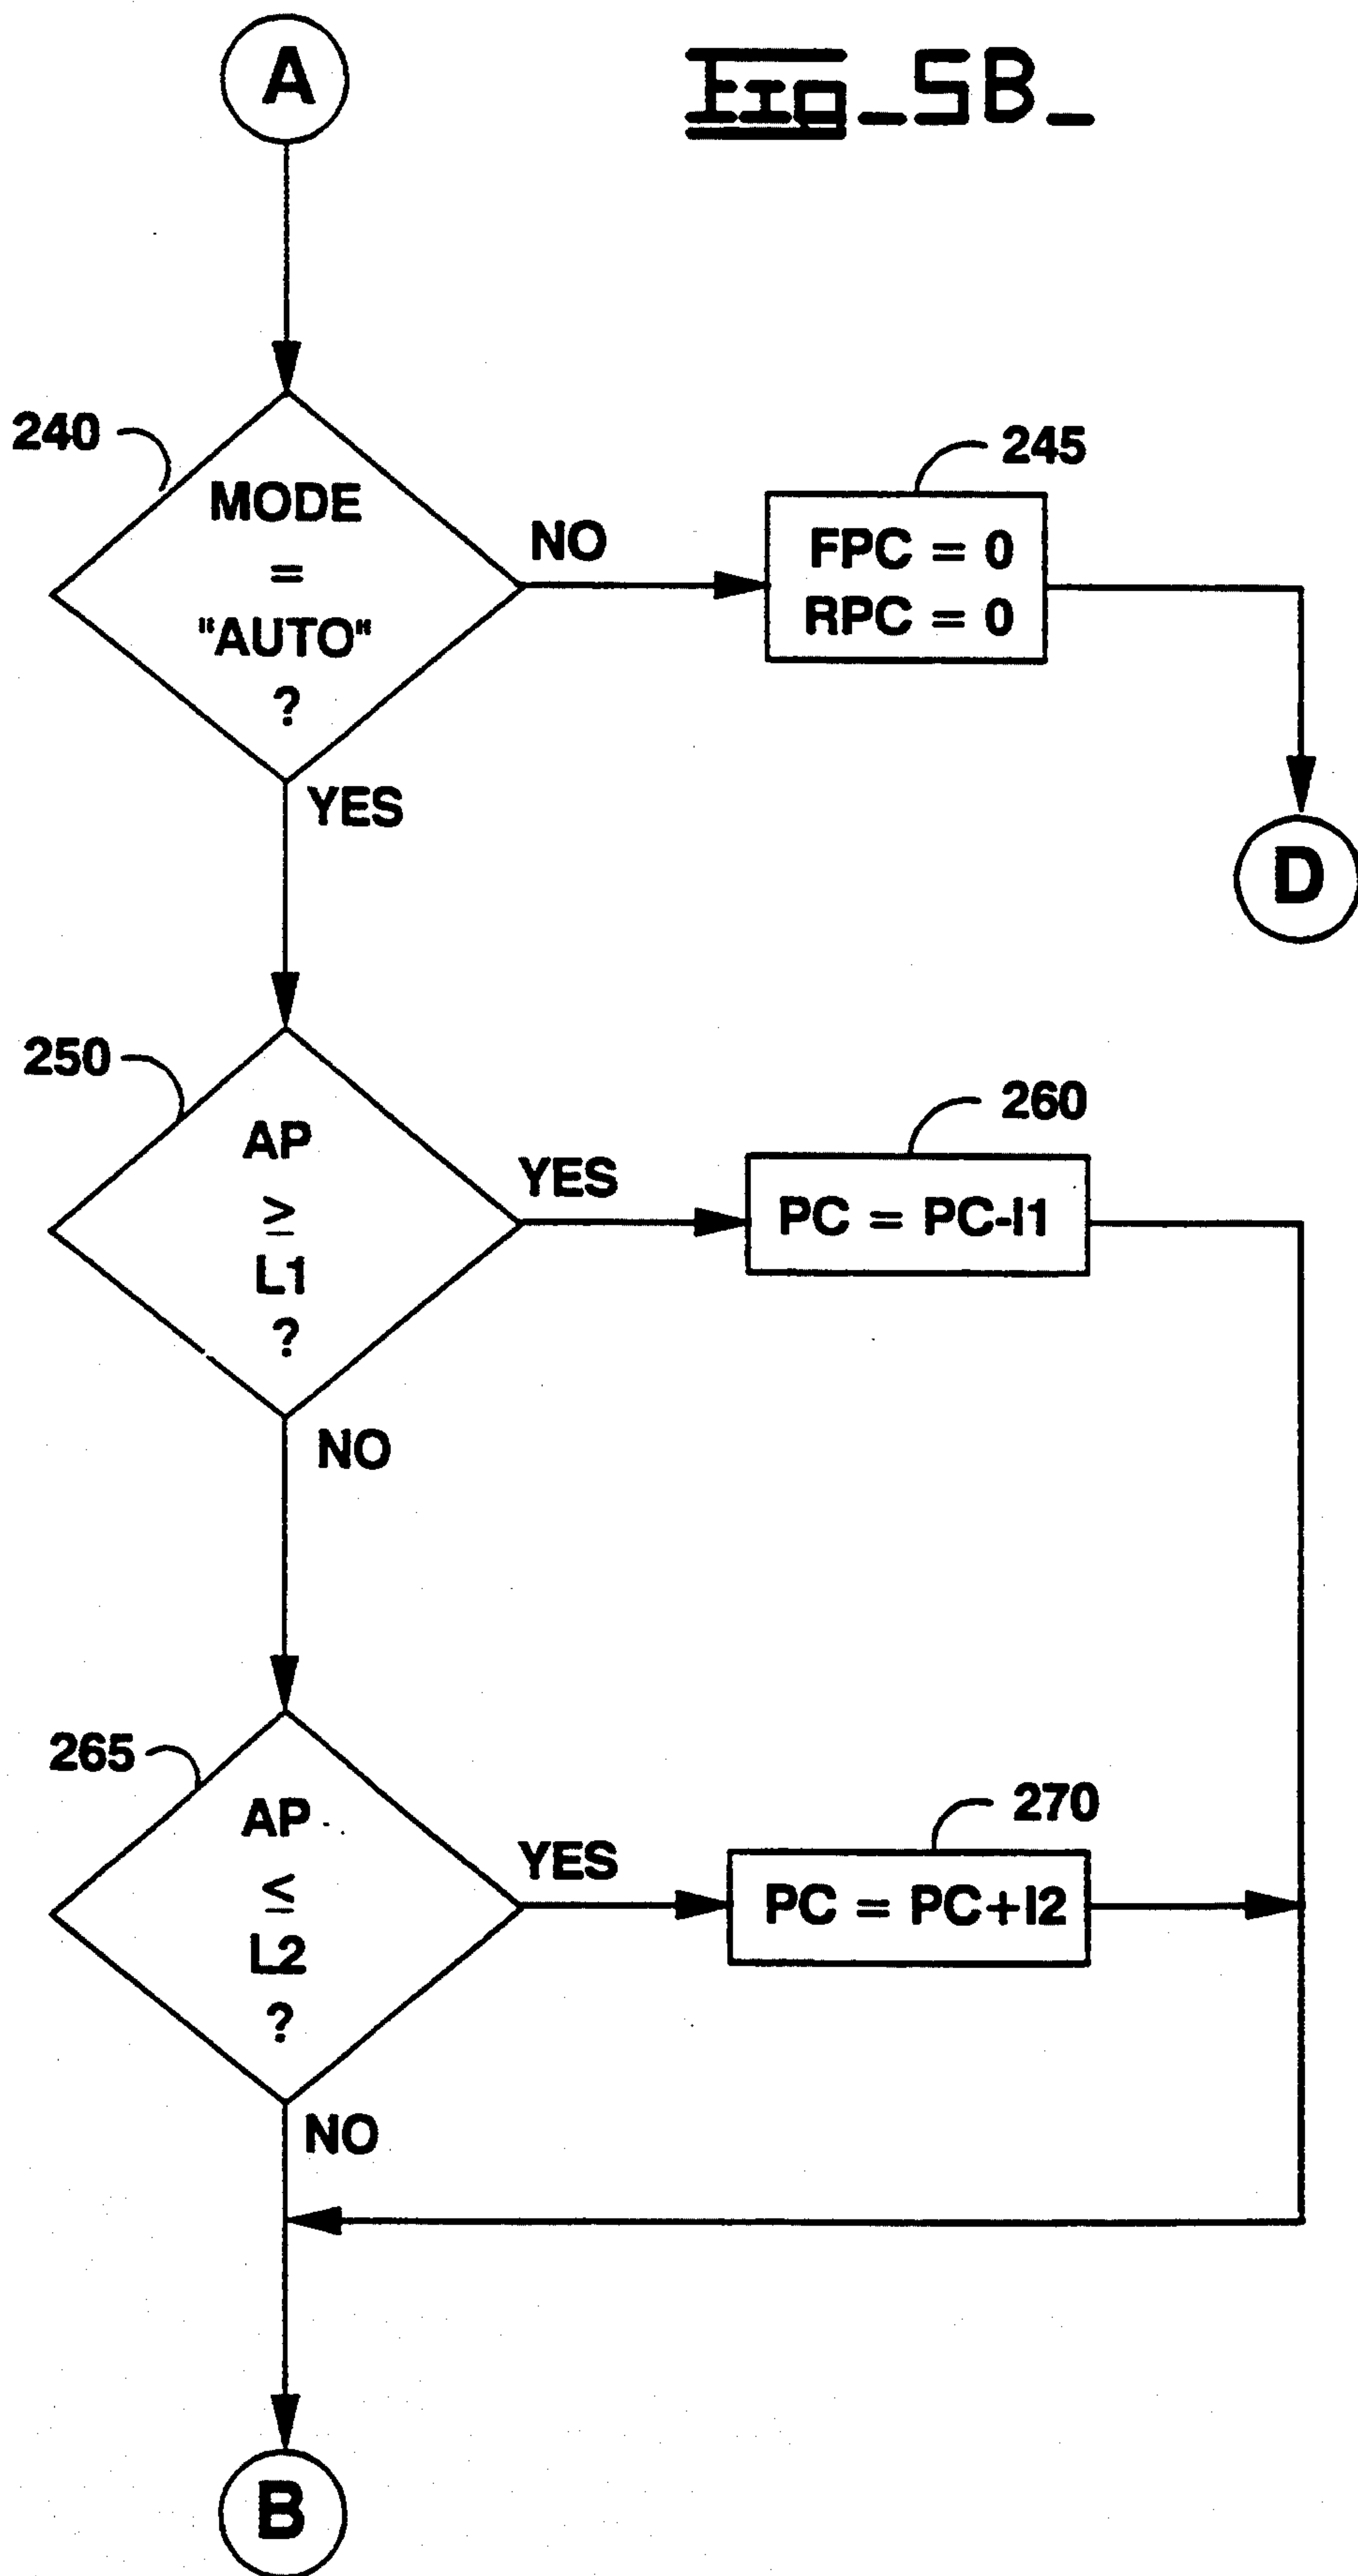 A
Fig_5B_
240
MODE
=
"AUTO"
?
NO
245
FPC = 0
RPC = 0
YES
D
250
AP
≥
L1
?
YES
260
PC = PC-I1
NO
265
AP
≤
L2
?
YES
270
PC = PC+I2
NO
B